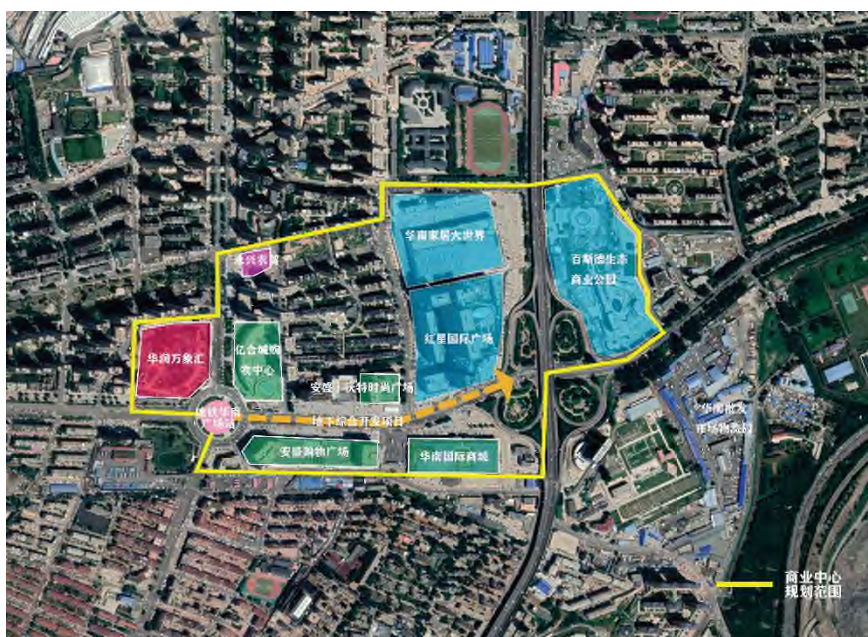 华南家居大世界
百斯德生态
商业公园
华润万象汇
亿合城购
物中心
红星国际广场
安盛
沃特时尚广场
地铁华南
广场站
地下综合开发项目
安盛购物广场
华南国际商城
华南批发
市场物流园
商业中心
规划范围